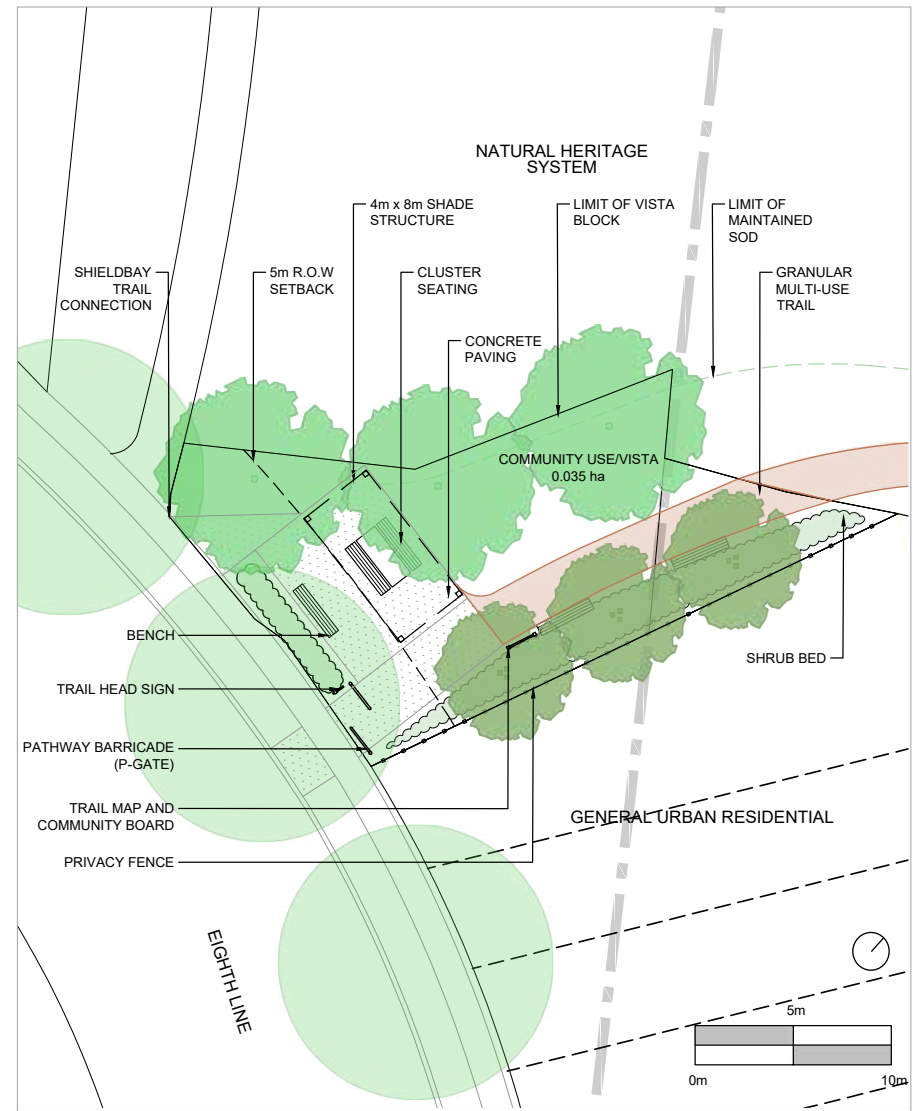 NATURAL HERITAGE
SYSTEM
4m x 8m SHADE
STRUCTURE
LIMIT OF VISTA
BLOCK
LIMIT OF
MAINTAINED
SOD
SHIELDBAY
TRAIL
CONNECTION
5m R.O.W
SETBACK
CLUSTER
SEATING
GRANULAR
MULTI-USE
TRAIL
CONCRETE
PAVING
COMMUNITY USE/VISTA
0.035 ha
BENCH
SHRUB BED
TRAIL HEAD SIGN
PATHWAY BARRICADE
(P-GATE)
TRAIL MAP AND
COMMUNITY BOARD
GENERAL URBAN RESIDENTIAL
PRIVACY FENCE
EIGHTH LINE
5m
0m
10m